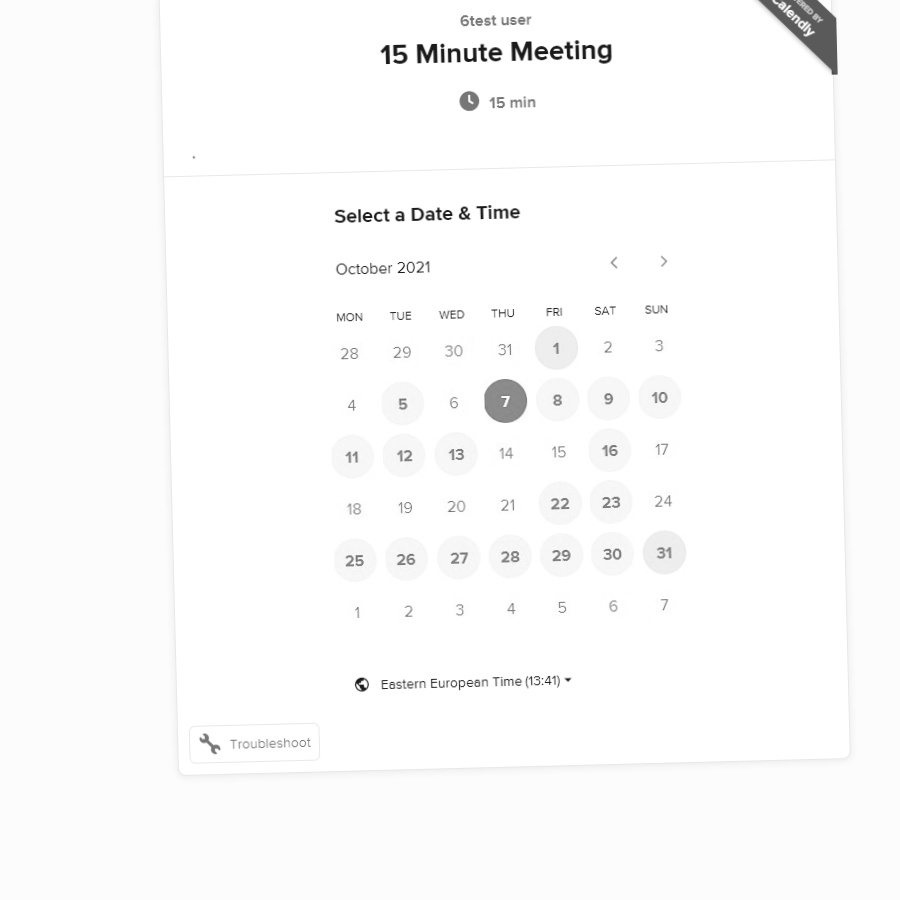 6test user
15 Minute Meeting
15 min
BY
Calendly
Select a Date & Time
October 2021
MON TUE WED THU FRI SAT SUN
28 29 30 31 1 2 3
4 5 6 7 8 9 10
11 12 13 14 15 16 17
18 19 20 21 22 23 24
25 26 27 28 29 30 31
1 2 3 4 5 6 7
Eastern European Time (13:41)
Troubleshoot